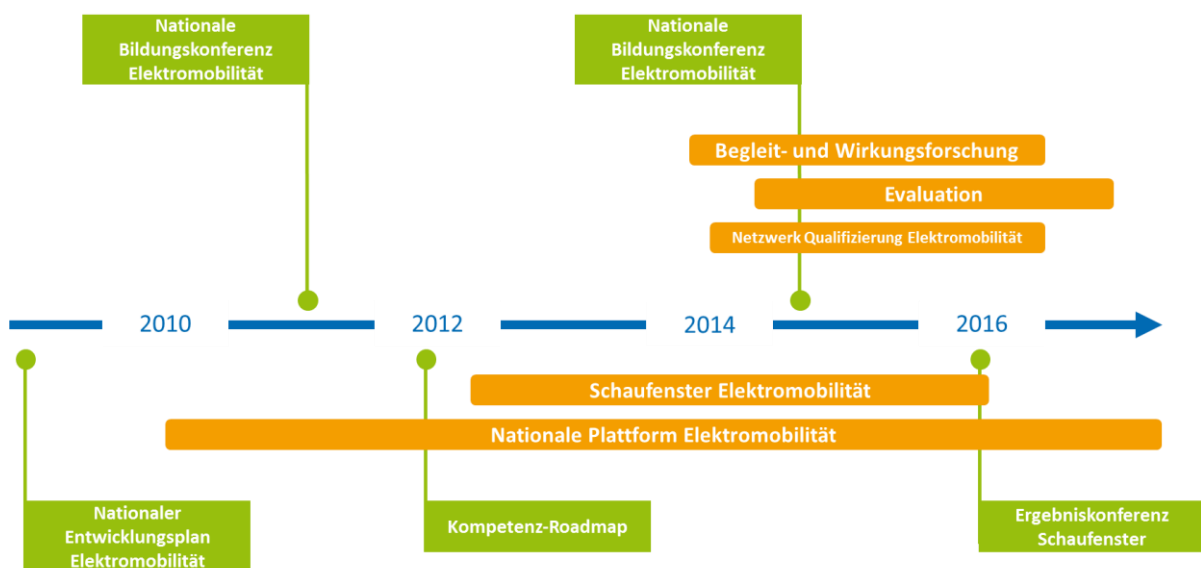 Nationale
Bildungskonferenz
Elektromobilität
Nationale
Bildungskonferenz
Elektromobilität
Begleit- und Wirkungsforschung
Evaluation
Netzwerk Qualifizierung Elektromobilität
2010
2012
2014
2016
Schaufenster Elektromobilität
Nationale Plattform Elektromobilität
Nationaler
Entwicklungsplan
Elektromobilität
Kompetenz-Roadmap
Ergebniskonferenz
Schaufenster